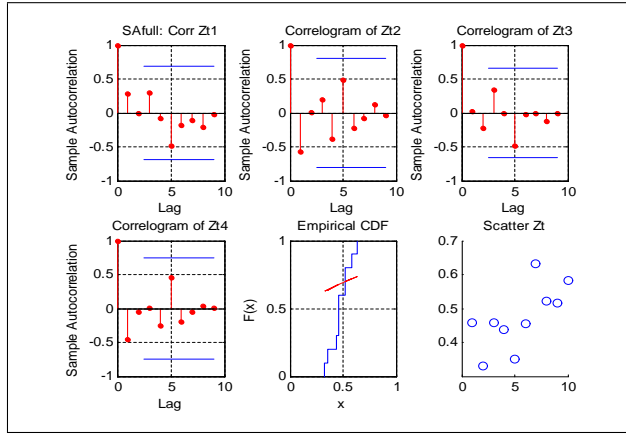 SAfull: Corr Zt1
Correlogram of Zt2
Correlogram of Zt3
Sample Autocorrelation
1
0.5
0
-0.5
-1
0
5
10
Lag
Sample Autocorrelation
1
0.5
0
-0.5
-1
0
5
10
Lag
Sample Autocorrelation
1
0.5
0
-0.5
-1
0
5
10
Lag
Correlogram of Zt4
Empirical CDF
Scatter Zt
Sample Autocorrelation
1
0.5
0
-0.5
-1
0
5
10
Lag
F(x)
1
0.5
0
0
0.5
1
x
0.7
0.6
0.5
0.4
0
5
10